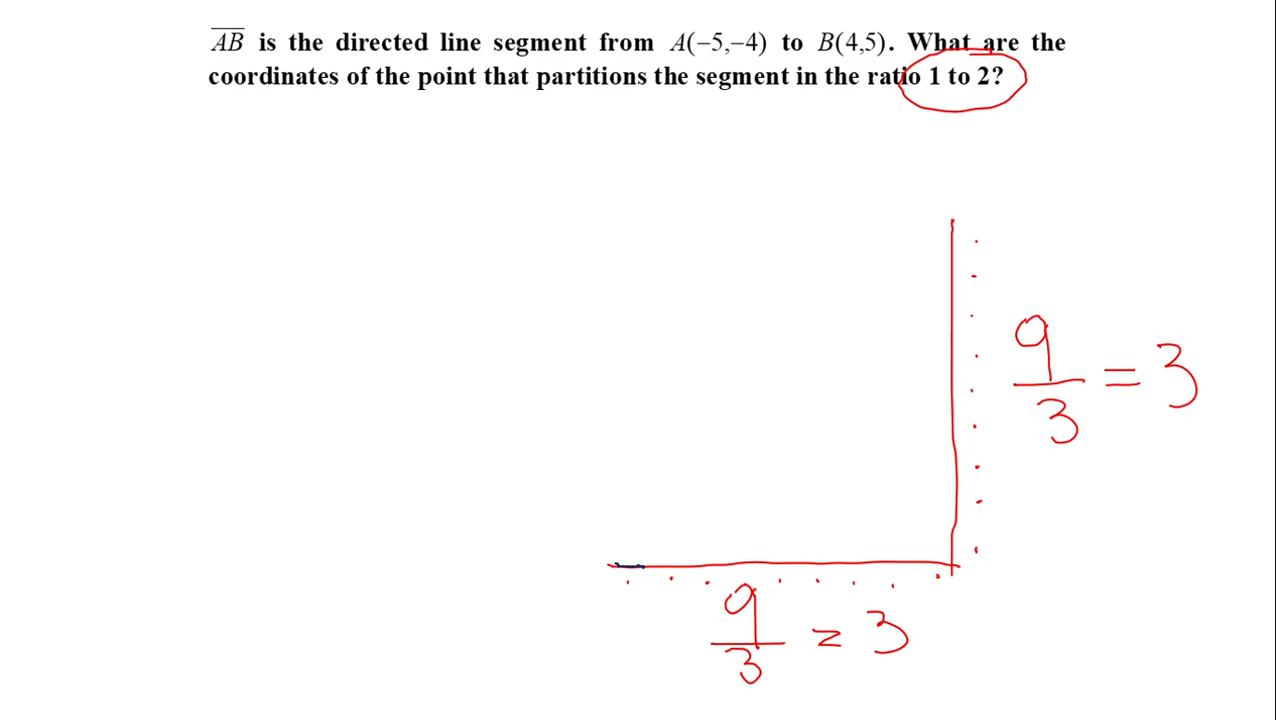 AB is the directed line segment from A(−5,−4) to B(4,5). What are the
coordinates of the point that partitions the segment in the ratio 1 to 2?
9/3 = 3
9/3 = 3